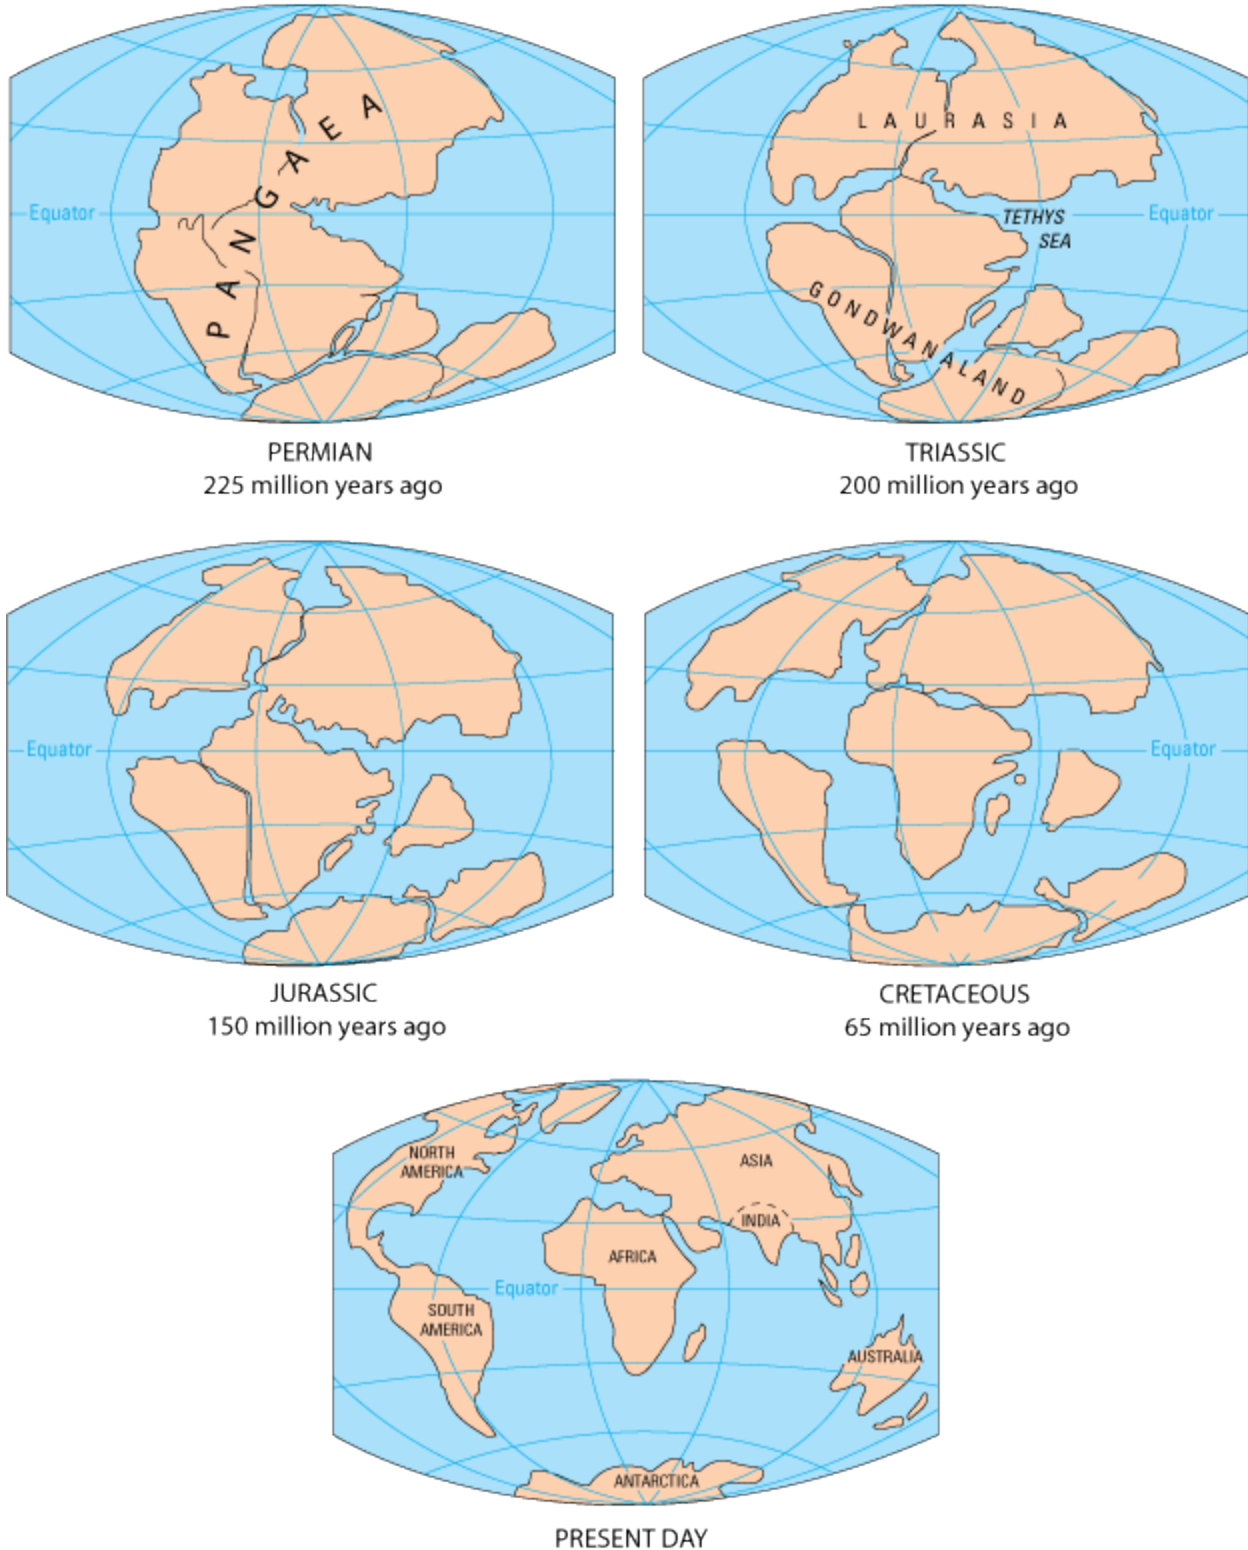 PANGAEA
Equator
PERMIAN
225 million years ago
LAURASIA
TETHYS
SEA
Equator
GONDWANALAND
TRIASSIC
200 million years ago
Equator
JURASSIC
150 million years ago
Equator
CRETACEOUS
65 million years ago
NORTH
AMERICA
ASIA
INDIA
AFRICA
Equator
SOUTH
AMERICA
AUSTRALIA
ANTARCTICA
PRESENT DAY